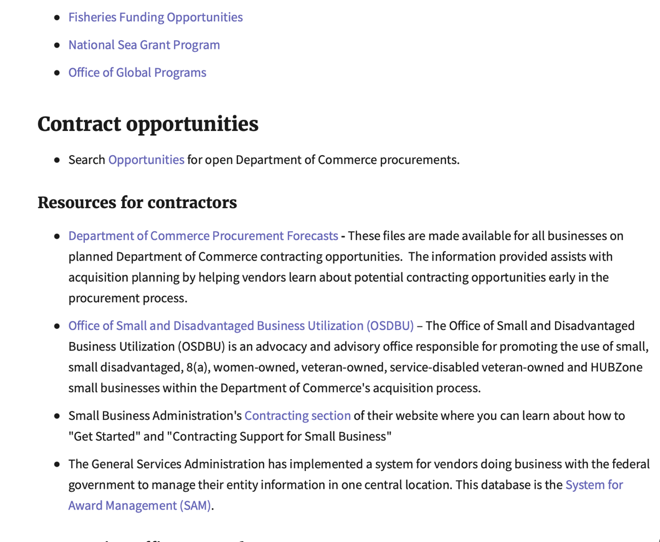 Fisheries Funding Opportunities
National Sea Grant Program
Office of Global Programs
Contract opportunities
Search Opportunities for open Department of Commerce procurements.
Resources for contractors
Department of Commerce Procurement Forecasts - These files are made available for all businesses on
planned Department of Commerce contracting opportunities.  The information provided assists with
acquisition planning by helping vendors learn about potential contracting opportunities early in the
procurement process.
Office of Small and Disadvantaged Business Utilization (OSDBU) – The Office of Small and Disadvantaged
Business Utilization (OSDBU) is an advocacy and advisory office responsible for promoting the use of small,
small disadvantaged, 8(a), women-owned, veteran-owned, service-disabled veteran-owned and HUBZone
small businesses within the Department of Commerce's acquisition process.
Small Business Administration's Contracting section of their website where you can learn about how to
"Get Started" and "Contracting Support for Small Business"
The General Services Administration has implemented a system for vendors doing business with the federal
government to manage their entity information in one central location. This database is the System for
Award Management (SAM).